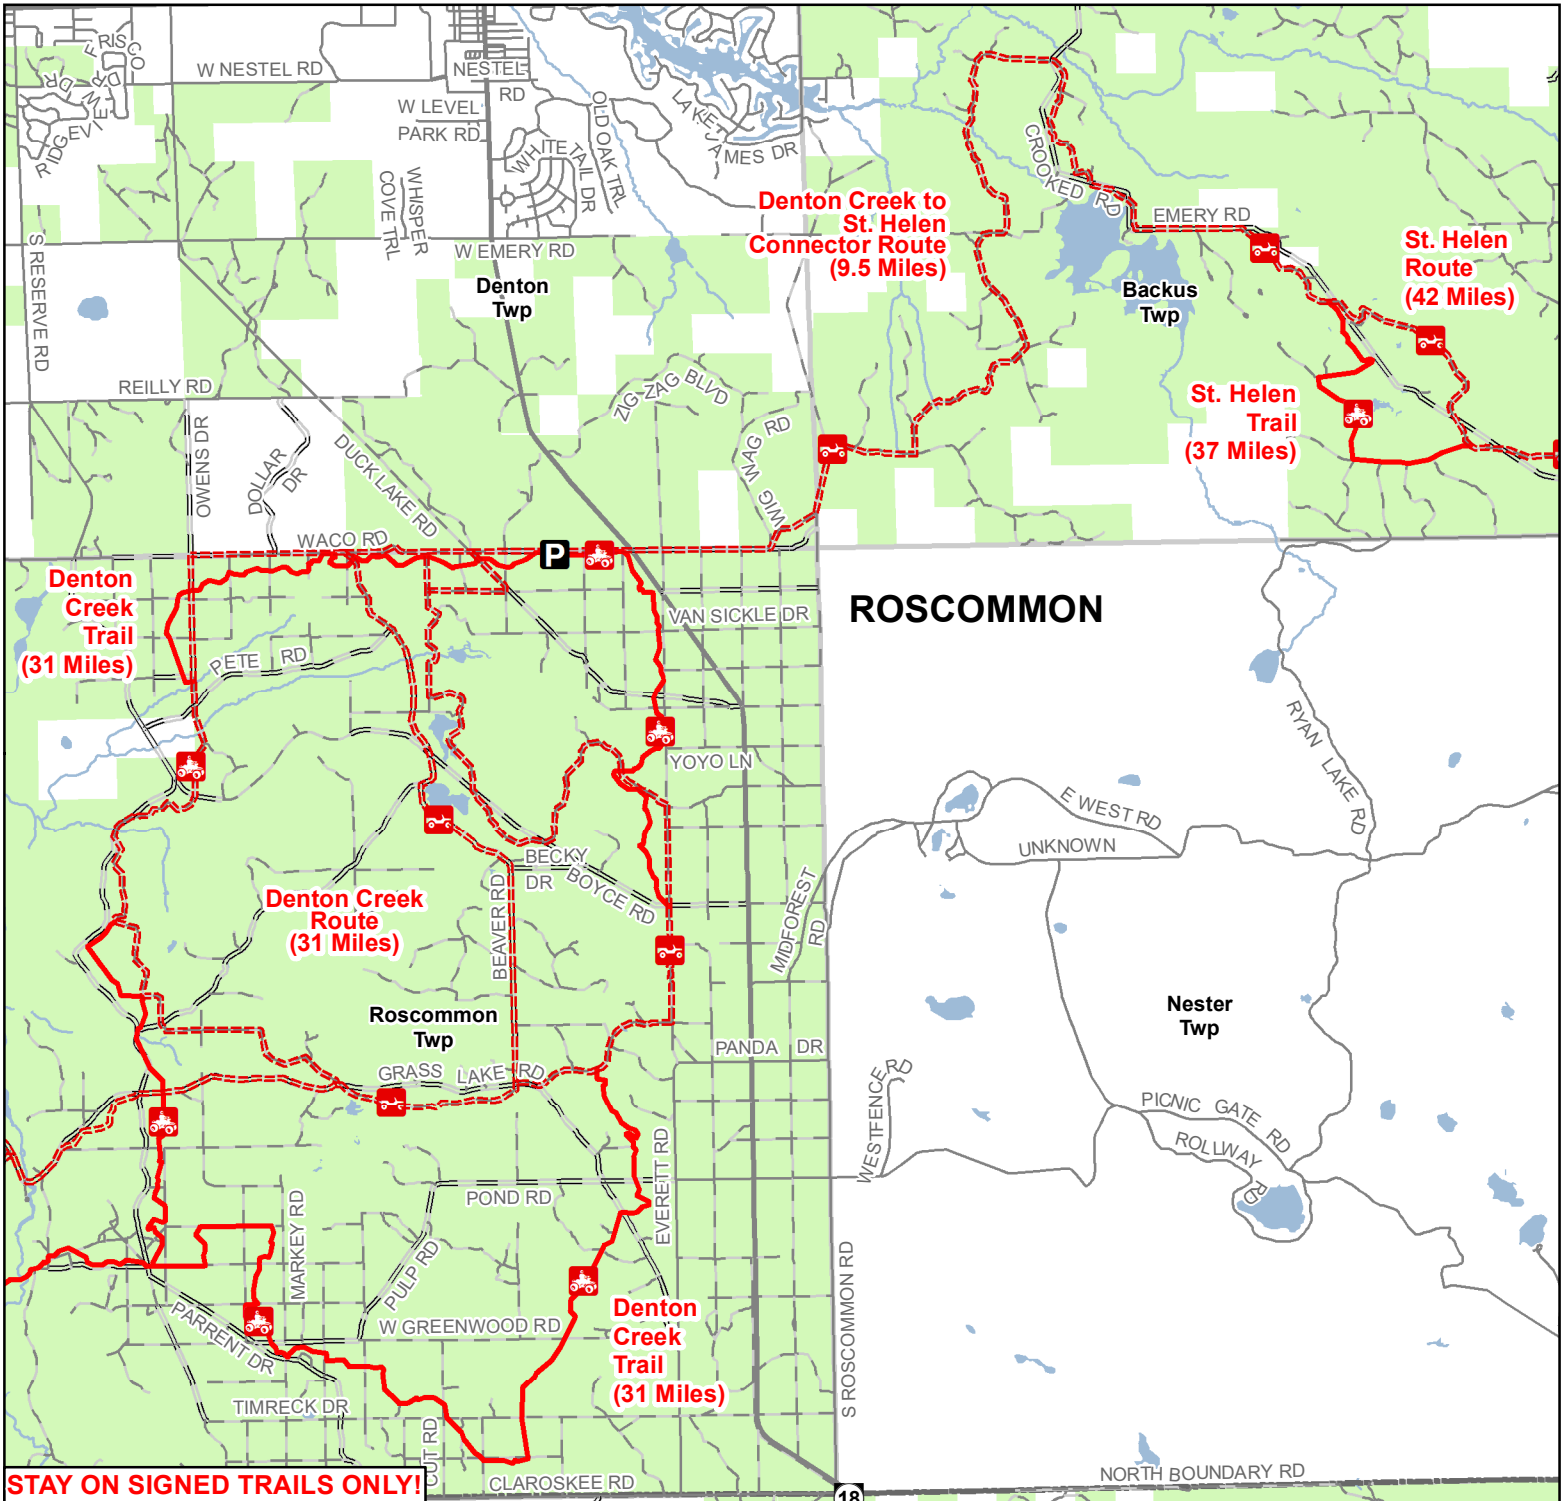 FRISCO
DR
RIDGEVIEW DR
W NESTEL RD
NESTEL
RD
W LEVEL
PARK RD
OLD OAK TRL
LAKE JAMES DR
WHITE TAIL DR
WHISPER
COVE TRL
S RESERVE RD
W EMERY RD
Denton
Twp
Denton Creek to
St. Helen
Connector Route
(9.5 Miles)
CROOKED RD
EMERY RD
Backus
Twp
St. Helen
Route
(42 Miles)
St. Helen
Trail
(37 Miles)
REILLY RD
OWENS DR
DOLLAR
DR
DUCK LAKE RD
ZIG ZAG BLVD
WIG WAG RD
WACO RD
P
Denton
Creek
Trail
(31 Miles)
PETE RD
VAN SICKLE DR
ROSCOMMON
YOYO LN
RYAN LAKE RD
E WEST RD
UNKNOWN
BECKY
DR
BOYCE RD
BEAVER RD
MIDFOREST
RD
Denton Creek
Route
(31 Miles)
Roscommon
Twp
Nester
Twp
GRASS LAKE RD
PANDA DR
WESTFENCE RD
PICNIC GATE RD
ROLLWAY
RD
POND RD
EVERETT RD
MARKEY RD
PULP RD
S ROSCOMMON RD
PARRENT DR
W GREENWOOD RD
Denton
Creek
Trail
(31 Miles)
TIMRECK DR
CUT RD
CLAROSKEE RD
NORTH BOUNDARY RD
18
STAY ON SIGNED TRAILS ONLY!